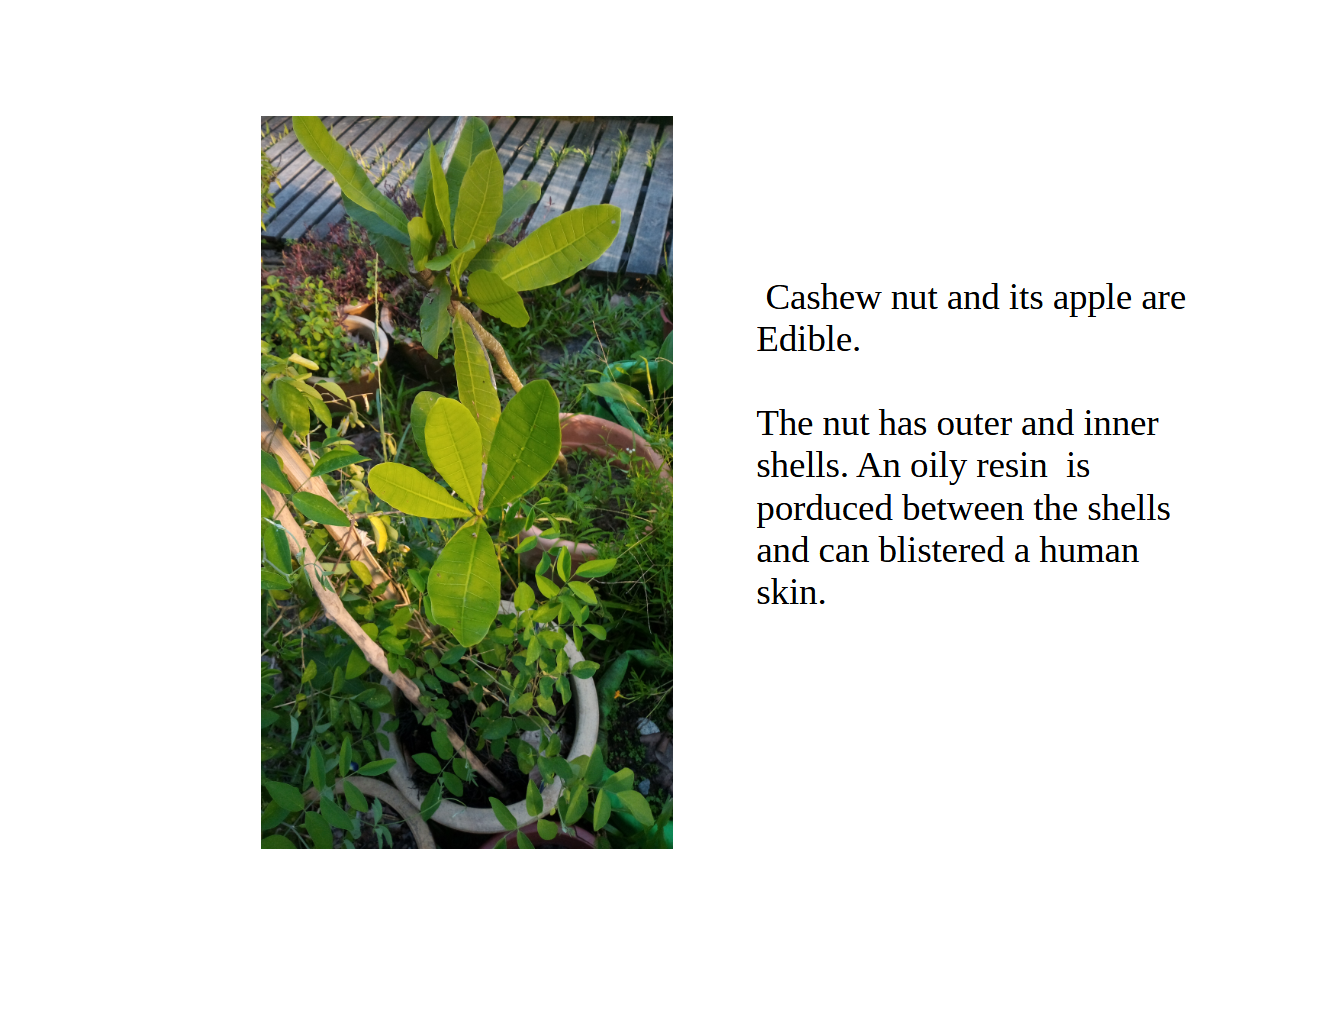 Cashew nut and its apple are
Edible.
The nut has outer and inner
shells. An oily resin  is
porduced between the shells
and can blistered a human
skin.